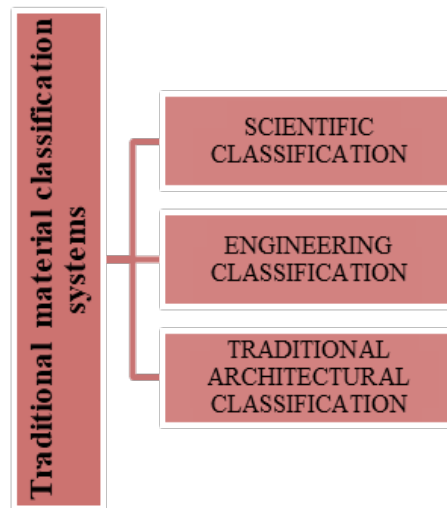 Traditional material classification
systems
SCIENTIFIC
CLASSIFICATION
ENGINEERING
CLASSIFICATION
TRADITIONAL
ARCHITECTURAL
CLASSIFICATION